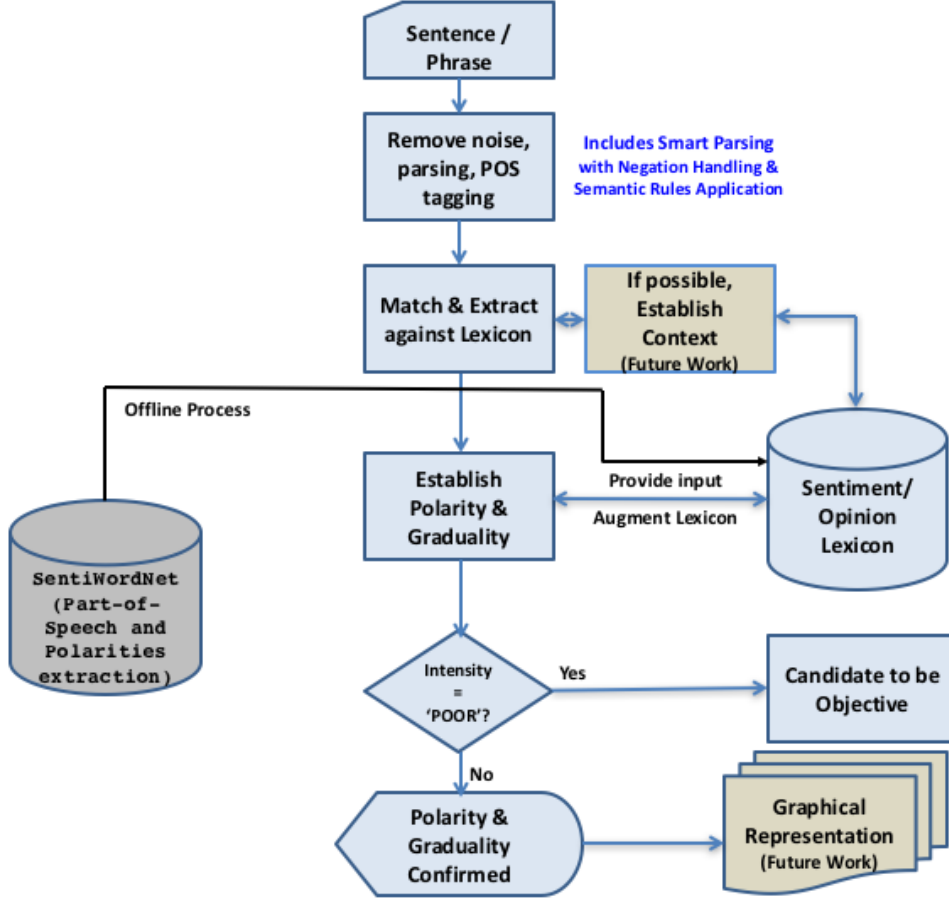 Sentence /
Phrase
Remove noise,
parsing, POS
tagging
Includes Smart Parsing
with Negation Handling &
Semantic Rules Application
Match & Extract
against Lexicon
If possible,
Establish
Context
(Future Work)
Offline Process
Establish
Polarity &
Graduality
Provide input
Augment Lexicon
Sentiment/
Opinion
Lexicon
SentiWordNet
(Part-of-
Speech and
Polarities
extraction)
Intensity
=
‘POOR’?
Yes
Candidate to be
Objective
No
Polarity &
Graduality
Confirmed
Graphical
Representation
(Future Work)